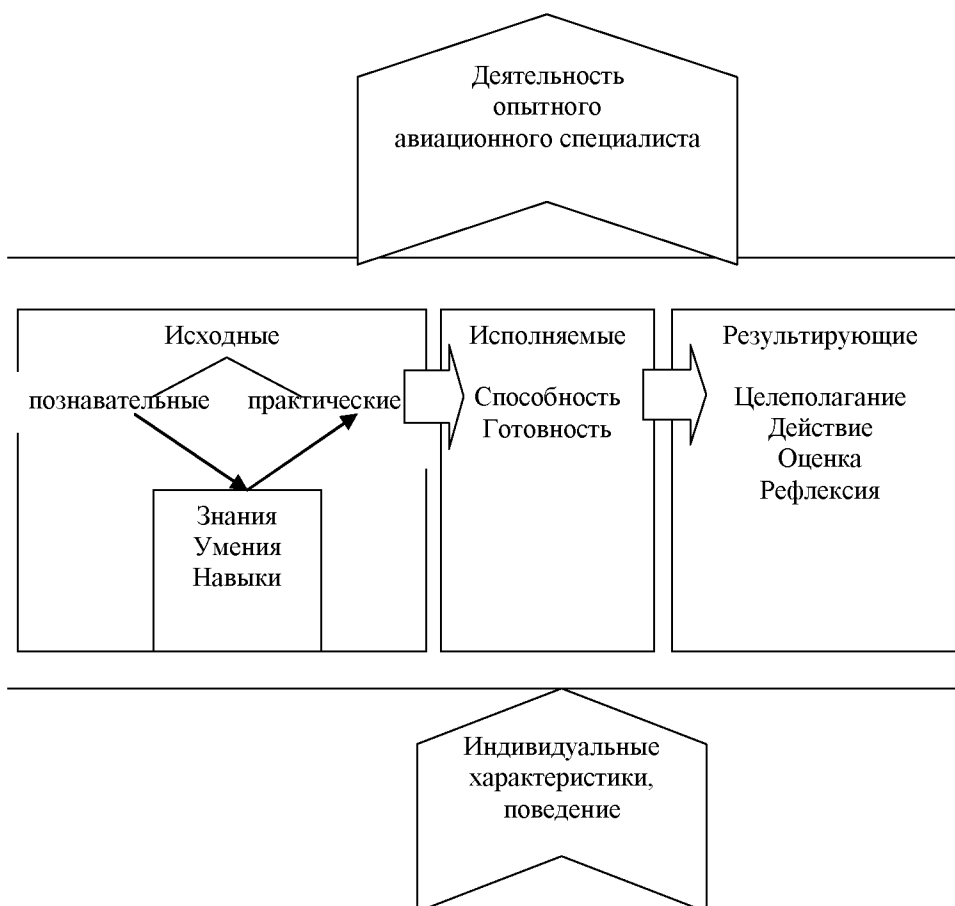 Деятельность
опытного
авиационного специалиста
Исходные
познавательные практические
Знания
Умения
Навыки
Исполняемые
Способность
Готовность
Результирующие
Целеполагание
Действие
Оценка
Рефлексия
Индивидуальные
характеристики,
поведение